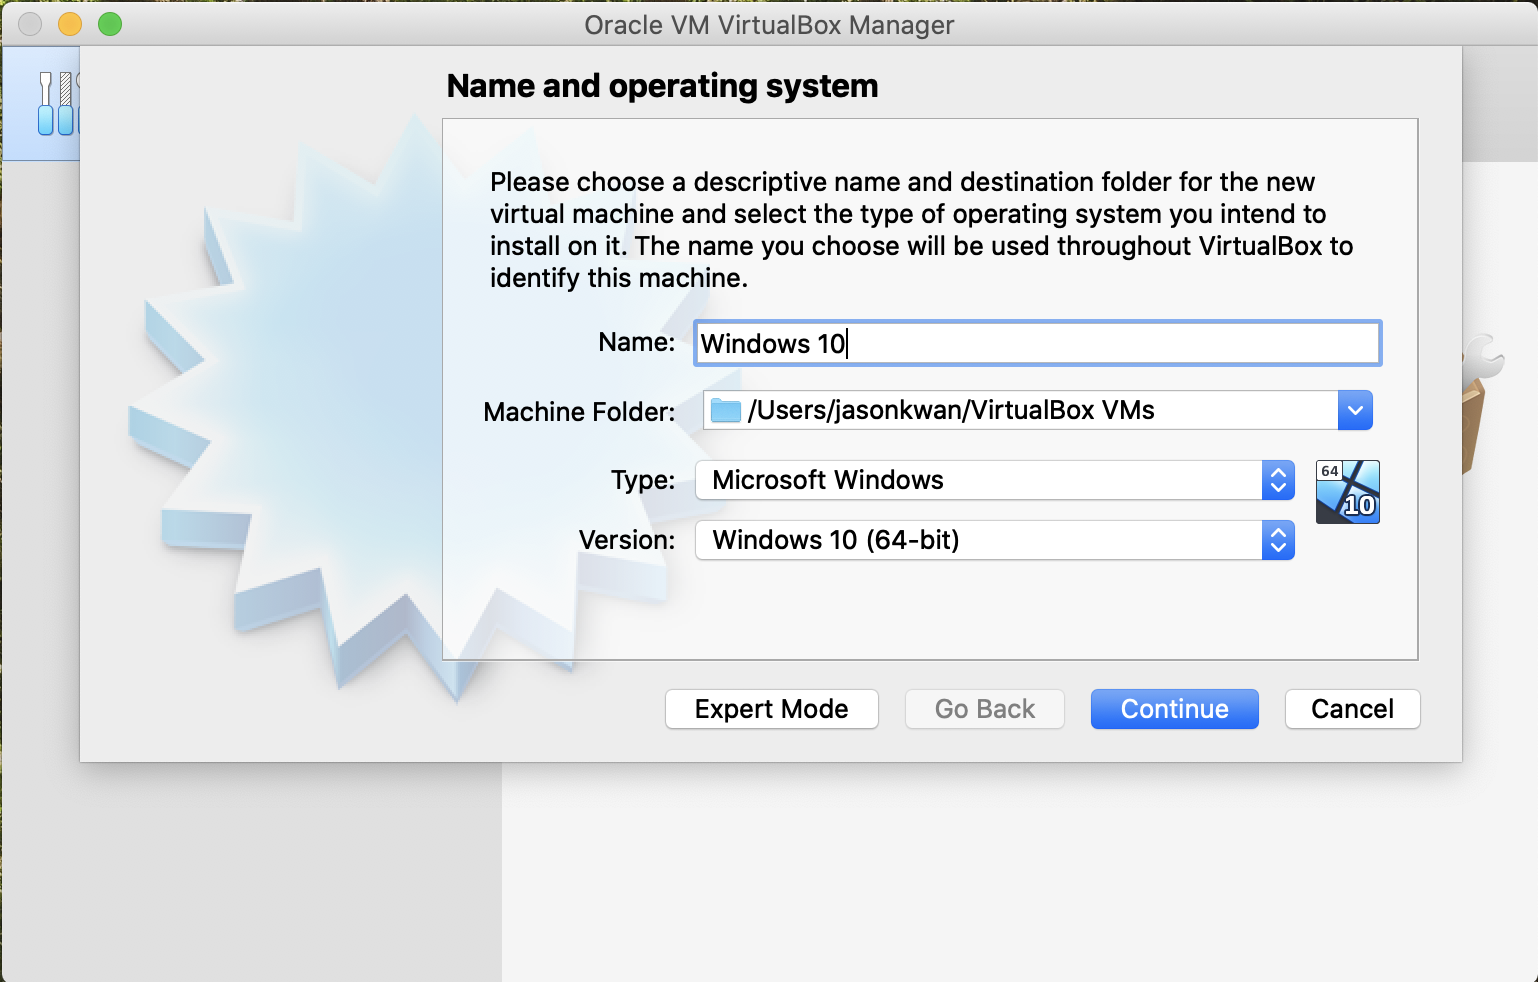 Oracle VM VirtualBox Manager
Name and operating system
Please choose a descriptive name and destination folder for the new
virtual machine and select the type of operating system you intend to
install on it. The name you choose will be used throughout VirtualBox to
identify this machine.
Name: Windows 10
Machine Folder: /Users/jasonkwan/VirtualBox VMs
Type: Microsoft Windows
64
10
Version: Windows 10 (64-bit)
Expert Mode Go Back Continue Cancel